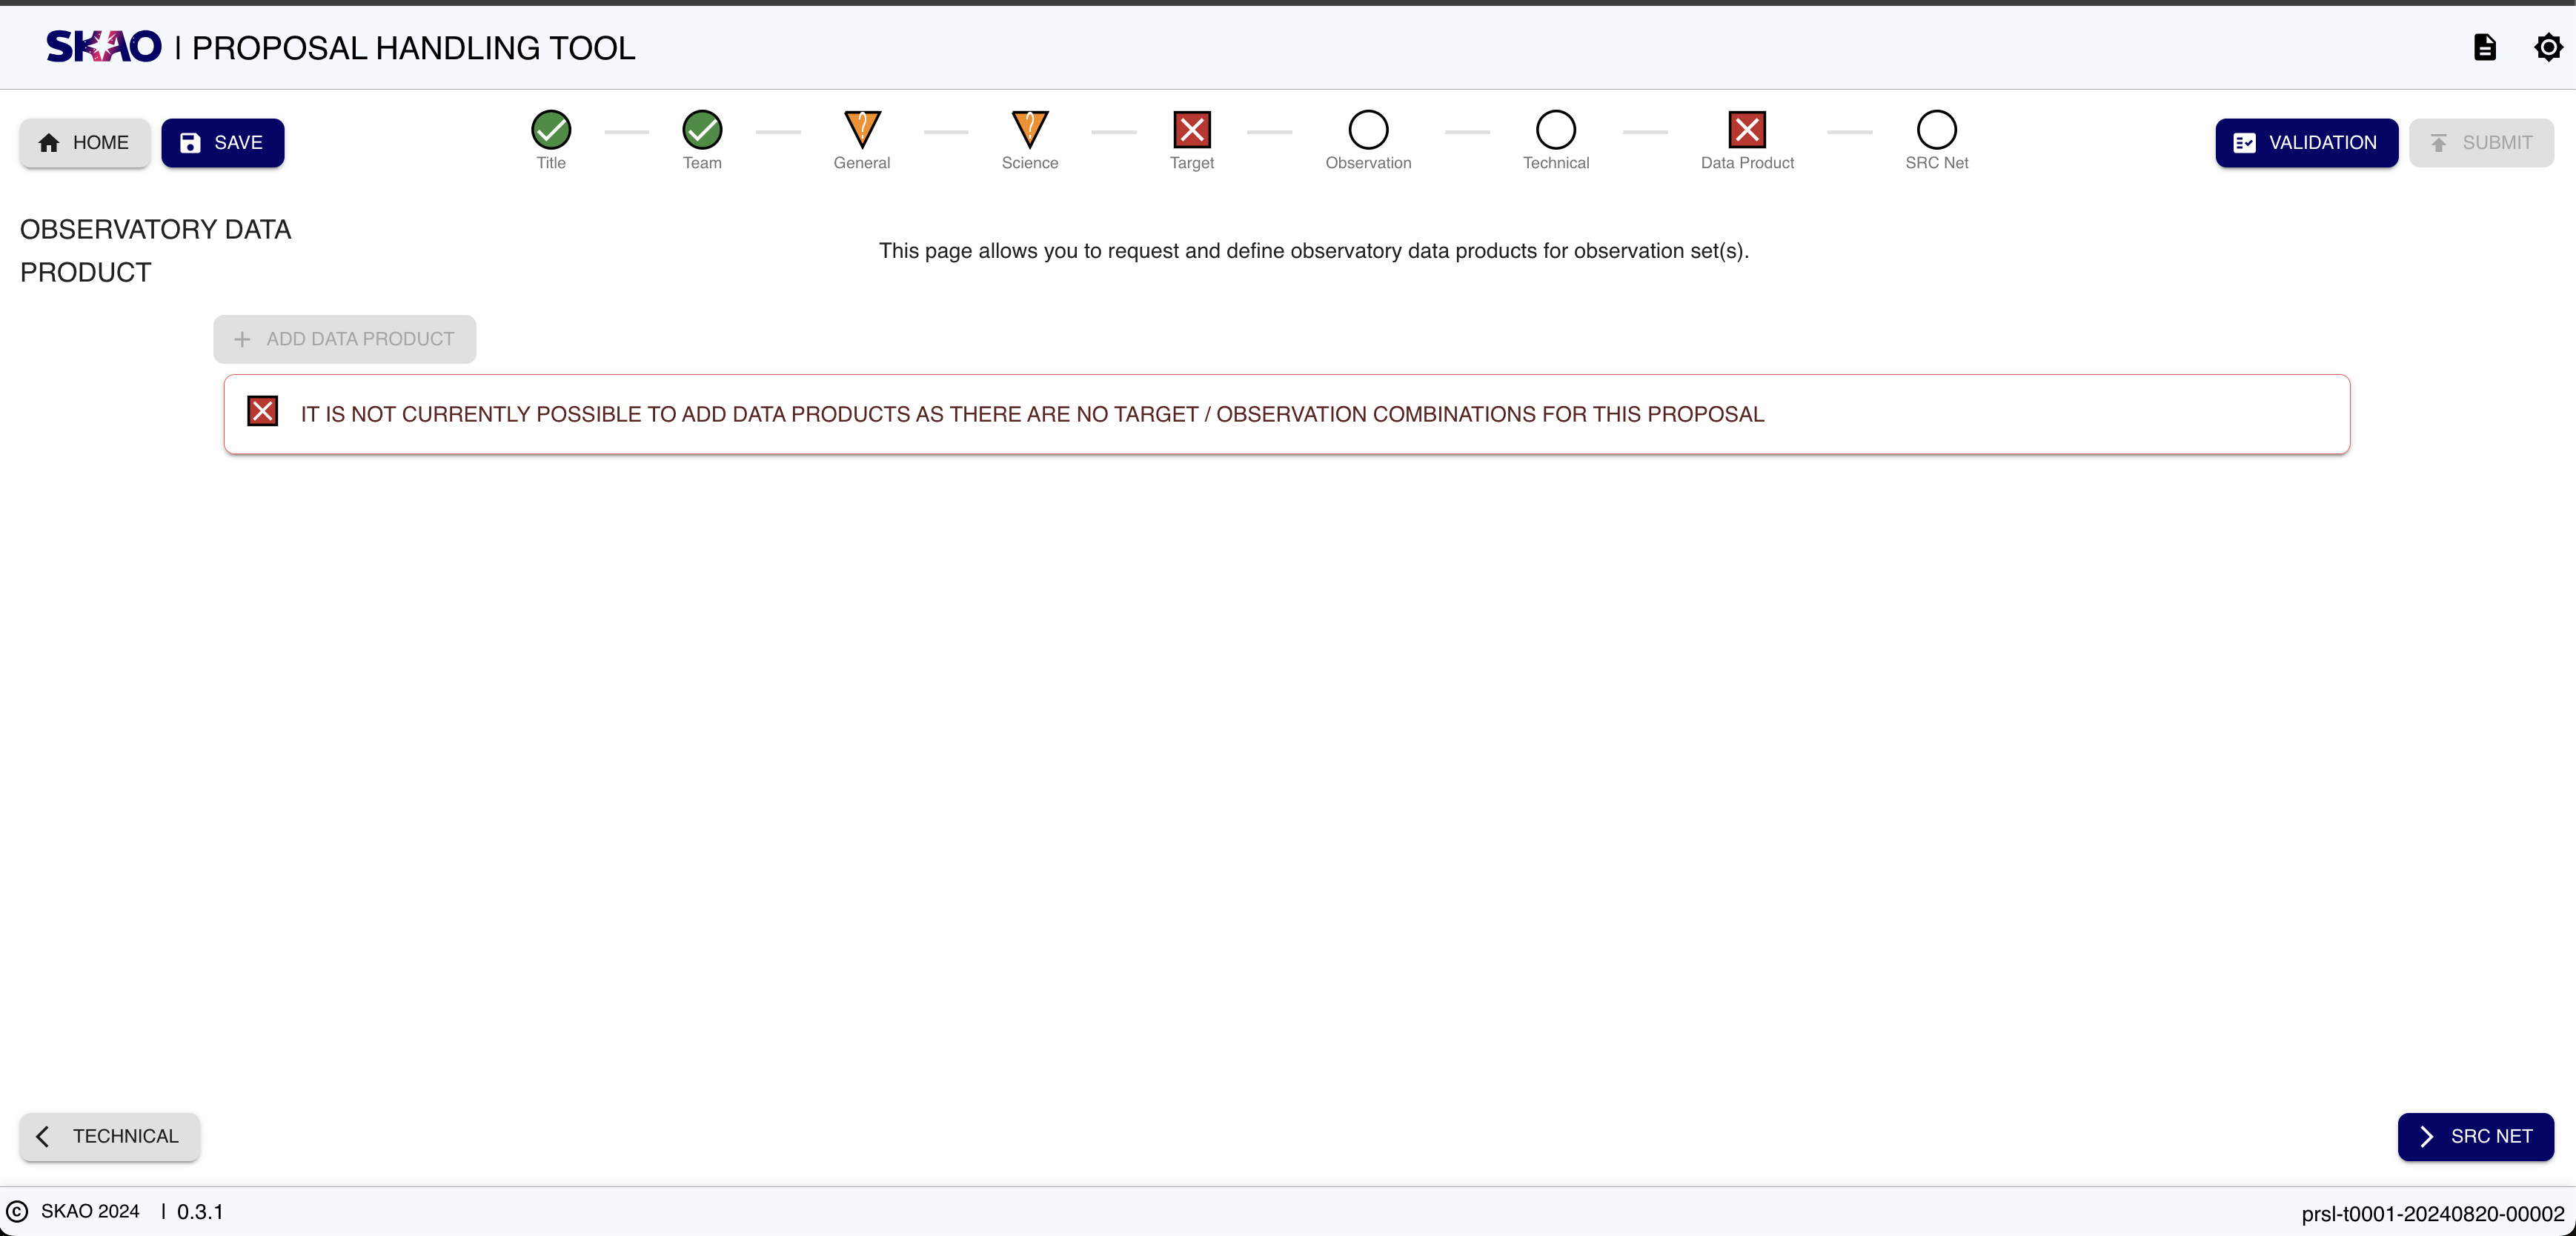 SKAO | PROPOSAL HANDLING TOOL
HOME
SAVE
Title
Team
General
Science
Target
Observation
Technical
Data Product
SRC Net
VALIDATION
SUBMIT
OBSERVATORY DATA
PRODUCT
This page allows you to request and define observatory data products for observation set(s).
+ ADD DATA PRODUCT
IT IS NOT CURRENTLY POSSIBLE TO ADD DATA PRODUCTS AS THERE ARE NO TARGET / OBSERVATION COMBINATIONS FOR THIS PROPOSAL
TECHNICAL
SRC NET
© SKAO 2024 | 0.3.1
prsl-t0001-20240820-00002